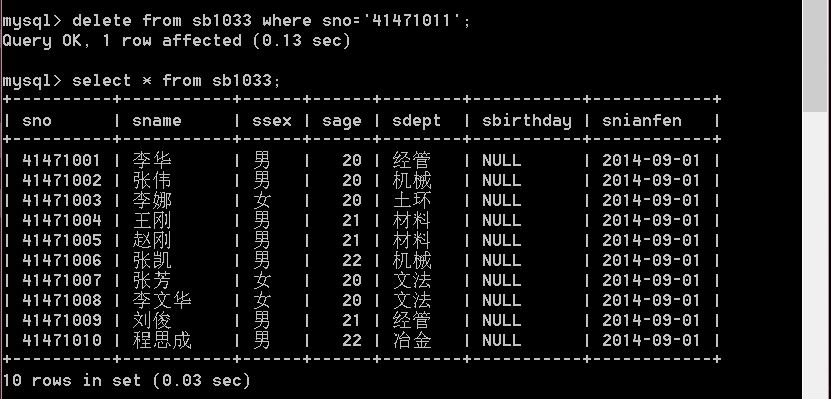 mysql> delete from sb1033 where sno='41471011';
Query OK, 1 row affected (0.13 sec)
mysql> select * from sb1033;
+----------+--------+------+------+-------+-----------+------------+
| sno      | sname  | ssex | sage | sdept | sbirthday | snianfen   |
+----------+--------+------+------+-------+-----------+------------+
| 41471001 | 李华 | 男 | 20 | 经管 | NULL | 2014-09-01 |
| 41471002 | 张伟 | 男 | 20 | 机械 | NULL | 2014-09-01 |
| 41471003 | 李娜 | 女 | 20 | 土环 | NULL | 2014-09-01 |
| 41471004 | 王刚 | 男 | 21 | 材料 | NULL | 2014-09-01 |
| 41471005 | 赵刚 | 男 | 21 | 材料 | NULL | 2014-09-01 |
| 41471006 | 张凯 | 男 | 22 | 机械 | NULL | 2014-09-01 |
| 41471007 | 张芳 | 女 | 20 | 文法 | NULL | 2014-09-01 |
| 41471008 | 李文华 | 女 | 20 | 文法 | NULL | 2014-09-01 |
| 41471009 | 刘俊 | 男 | 21 | 经管 | NULL | 2014-09-01 |
| 41471010 | 程思成 | 男 | 22 | 冶金 | NULL | 2014-09-01 |
+----------+--------+------+------+-------+-----------+------------+
10 rows in set (0.03 sec)